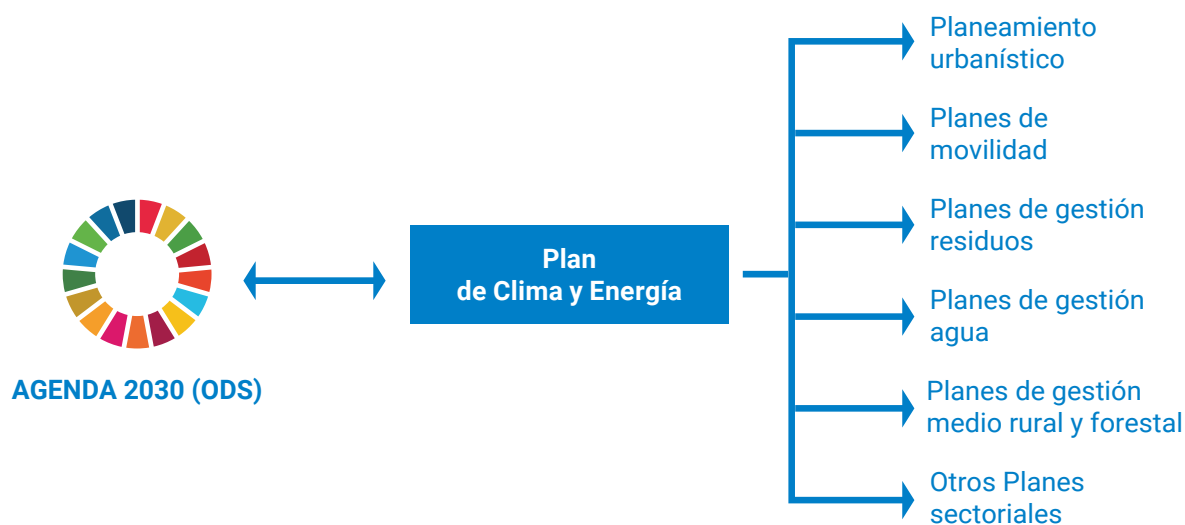 AGENDA 2030 (ODS)
Plan
de Clima y Energía
Planeamiento
urbanístico
Planes de
movilidad
Planes de gestión
residuos
Planes de gestión
agua
Planes de gestión
medio rural y forestal
Otros Planes
sectoriales